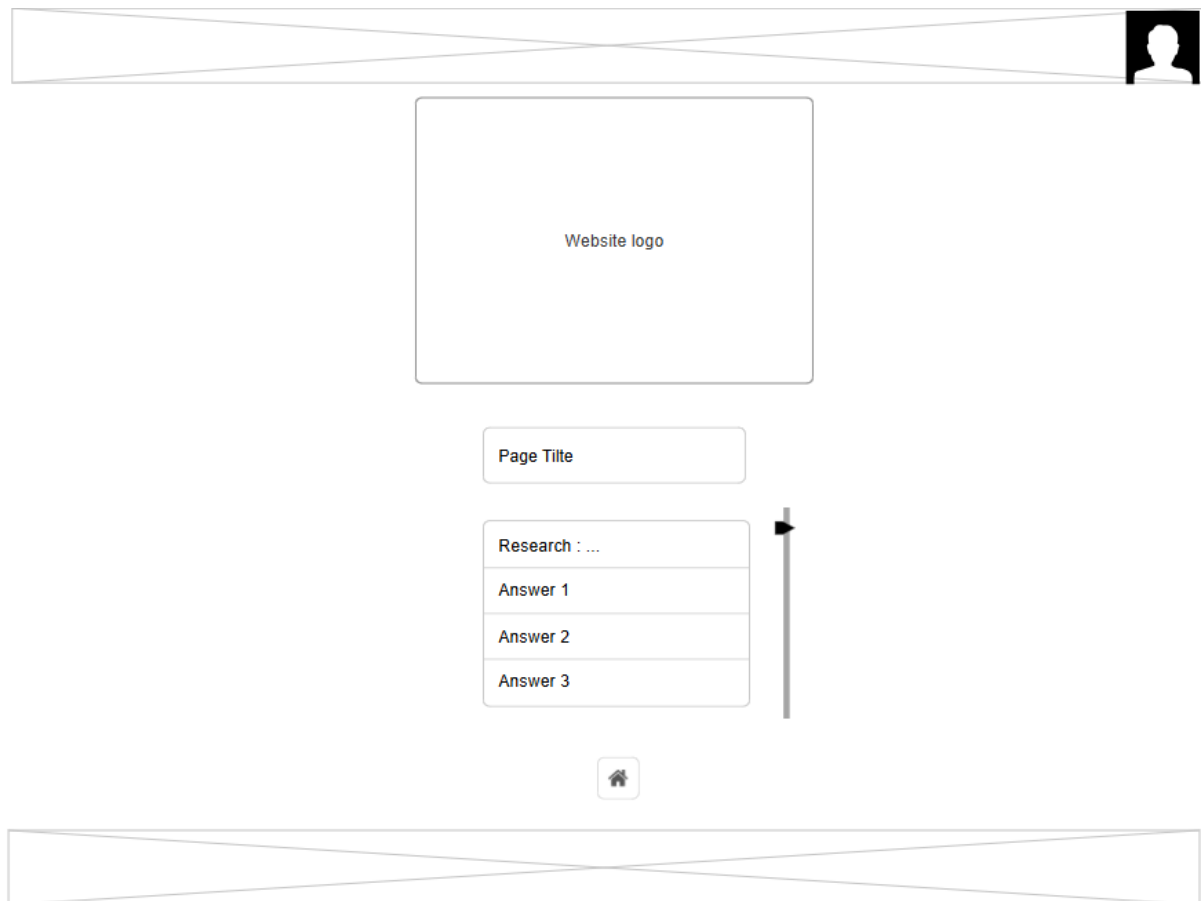 Website logo
Page Tilte
Research : ...
Answer 1
Answer 2
Answer 3